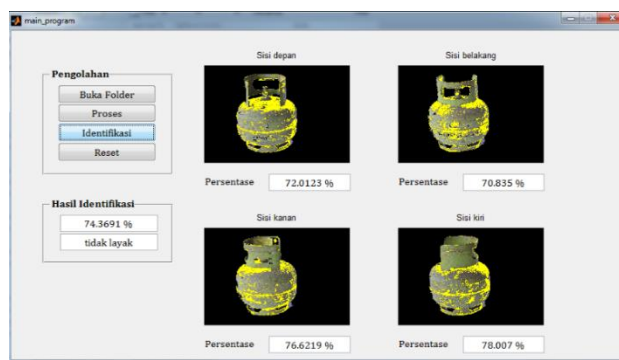 main_program
Pengolahan
Buka Folder
Proses
Identifikasi
Reset
Hasil Identifikasi
74.3691 %
tidak layak
Sisi depan
Persentase 72.0123 %
Sisi belakang
Persentase 70.835 %
Sisi kanan
Persentase 76.6219 %
Sisi kiri
Persentase 78.007 %